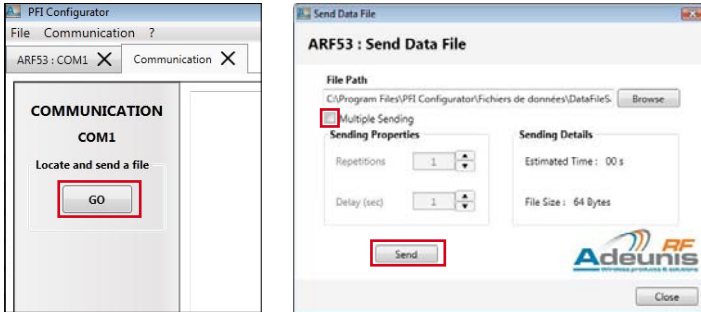 PFI Configurator
File Communication ?
ARF53 : COM1 Communication
COMMUNICATION
COM1
Locate and send a file
GO
Send Data File
ARF53 : Send Data File
File Path
C:\Program Files\PFI Configurator\Fichiers de données\DataFileS. Browse
Multiple Sending
Sending Properties Sending Details
Repetitions 1 Estimated Time : 00 s
Delay (sec) 1 File Size : 64 Bytes
Send
Adeunis RF
Wireless products & solutions
Close